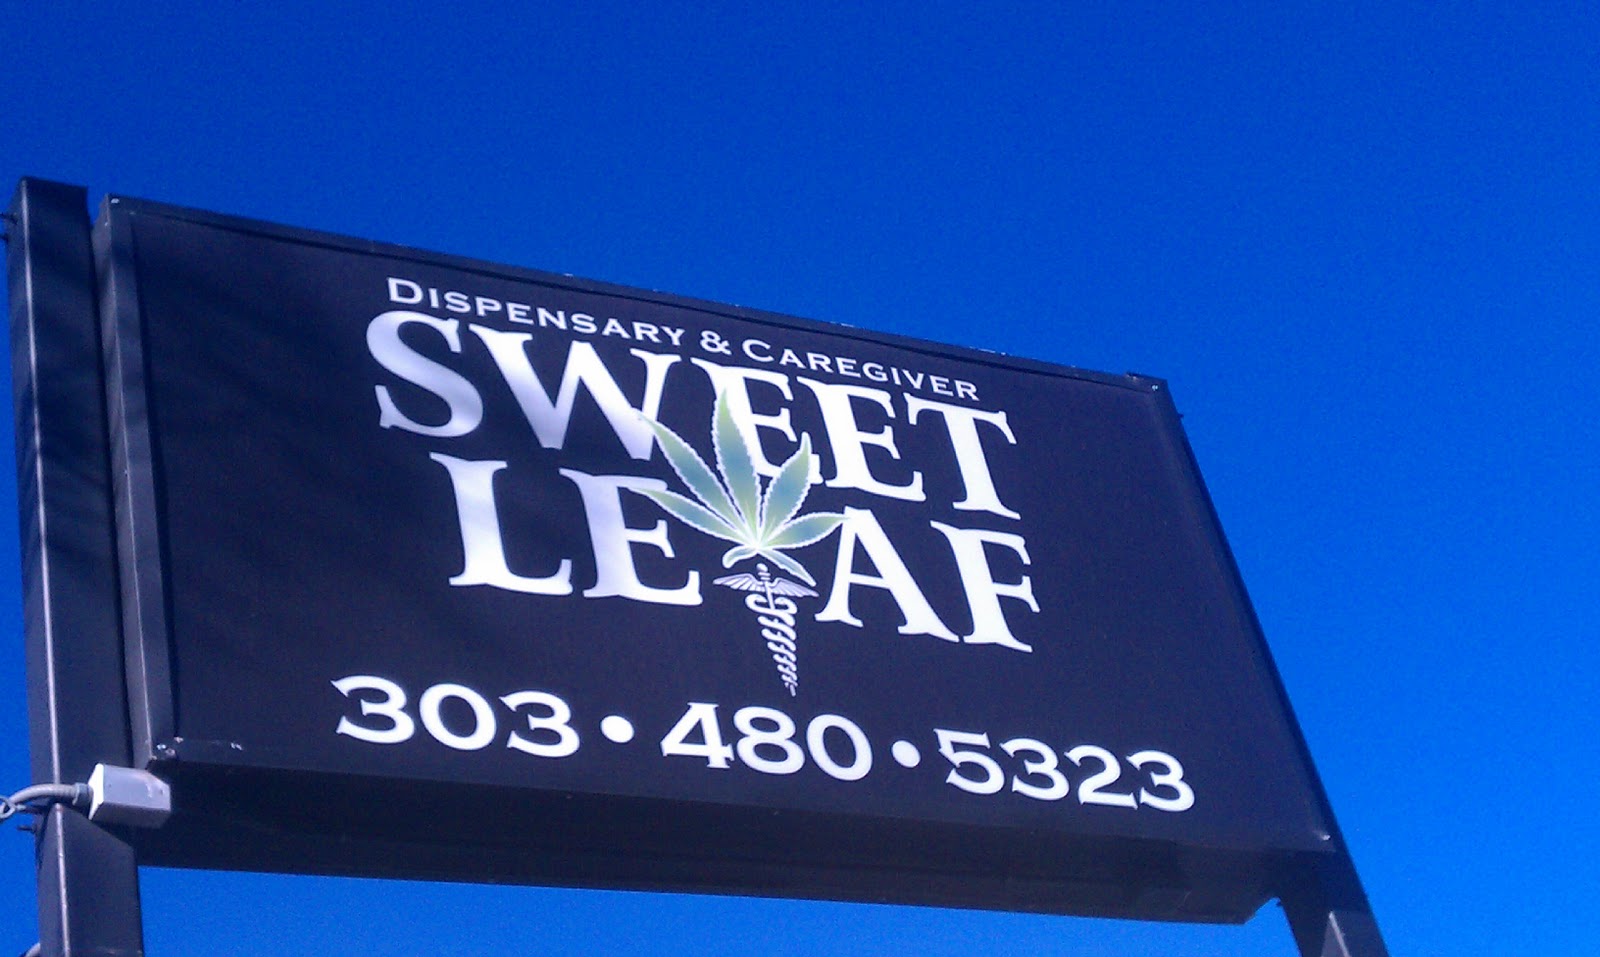 Dispensary & Caregiver
SWEET
LEAF
303•480•5323